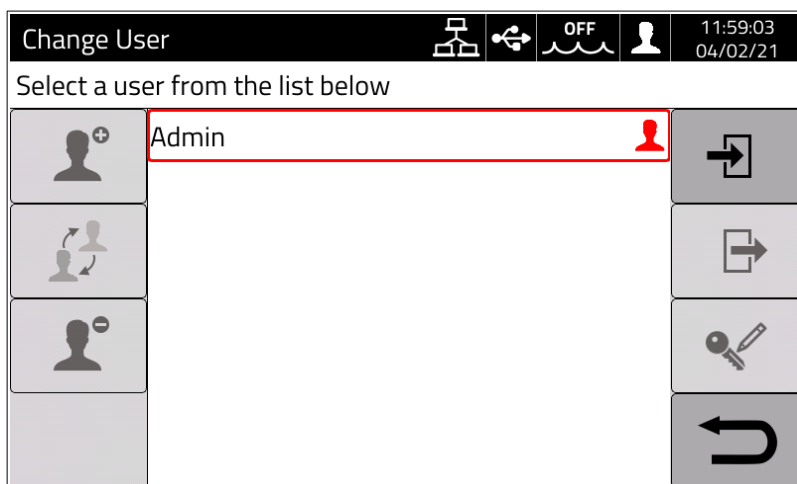 Change User
OFF
11:59:03
04/02/21
Select a user from the list below
Admin